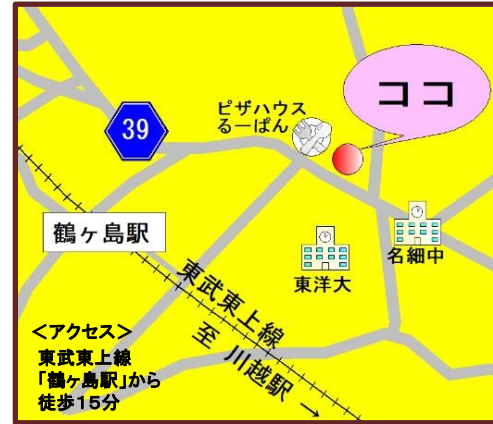 ココ
ピザハウス
るーぱん
39
鶴ヶ島駅
名細中
東洋大
東武東上線
至 川越駅 →
＜アクセス＞
東武東上線
「鶴ヶ島駅」から
徒歩15分